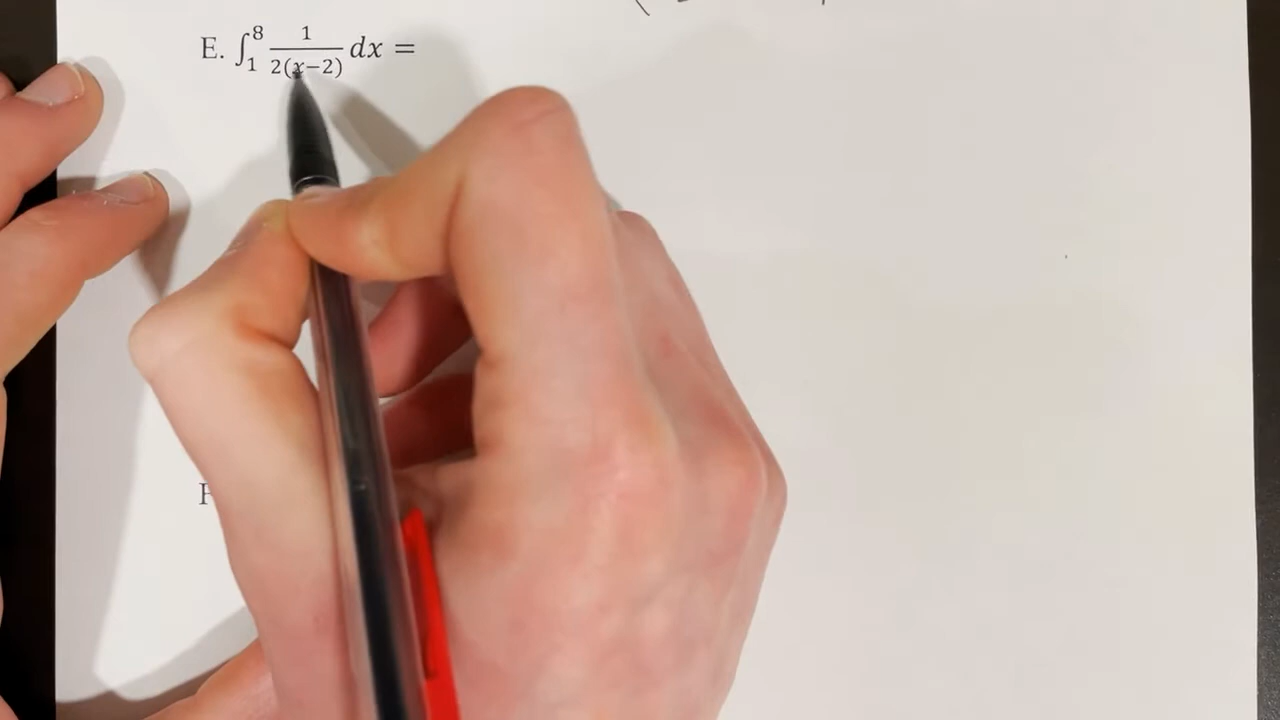 E. ∫₁⁸ 1/2(x−2) dx =